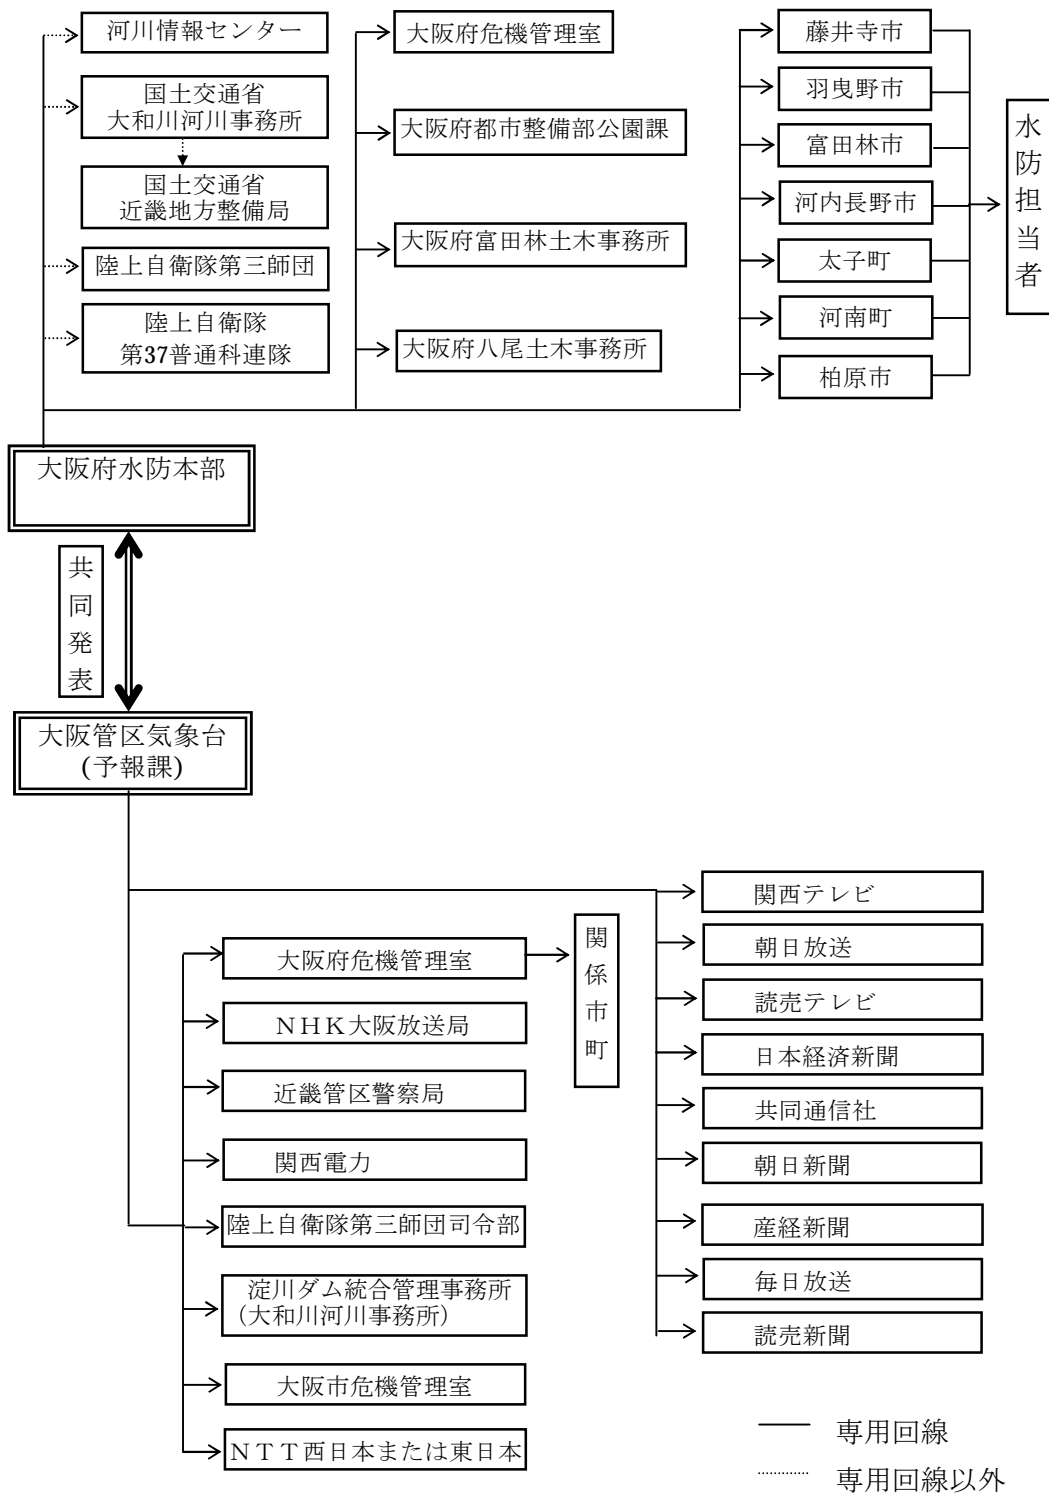 河川情報センター
国土交通省
大和川河川事務所
国土交通省
近畿地方整備局
陸上自衛隊第三師団
陸上自衛隊
第37普通科連隊
大阪府危機管理室
大阪府都市整備部公園課
大阪府富田林土木事務所
大阪府八尾土木事務所
藤井寺市
羽曳野市
富田林市
河内長野市
太子町
河南町
柏原市
水防担当者
大阪府水防本部
共同発表
大阪管区気象台
(予報課)
大阪府危機管理室
ＮＨＫ大阪放送局
近畿管区警察局
関西電力
陸上自衛隊第三師団司令部
淀川ダム統合管理事務所
（大和川河川事務所）
大阪市危機管理室
ＮＴＴ西日本または東日本
関係市町
関西テレビ
朝日放送
読売テレビ
日本経済新聞
共同通信社
朝日新聞
産経新聞
毎日放送
読売新聞
専用回線
専用回線以外